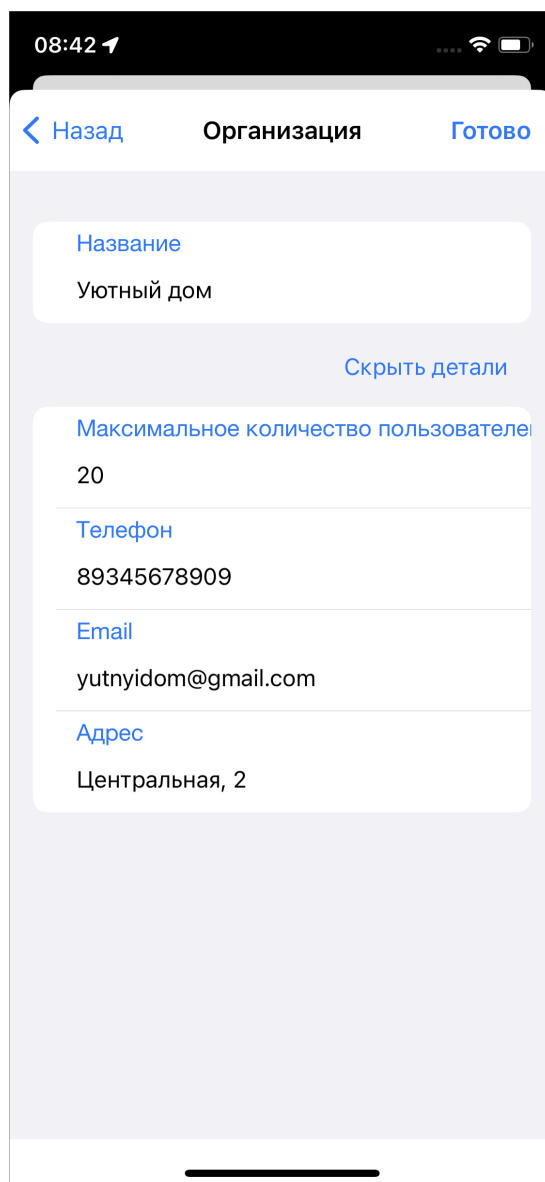 08:42
Назад Организация Готово
Название
Уютный дом
Скрыть детали
Максимальное количество пользователе
20
Телефон
89345678909
Email
yutnyidom@gmail.com
Адрес
Центральная, 2